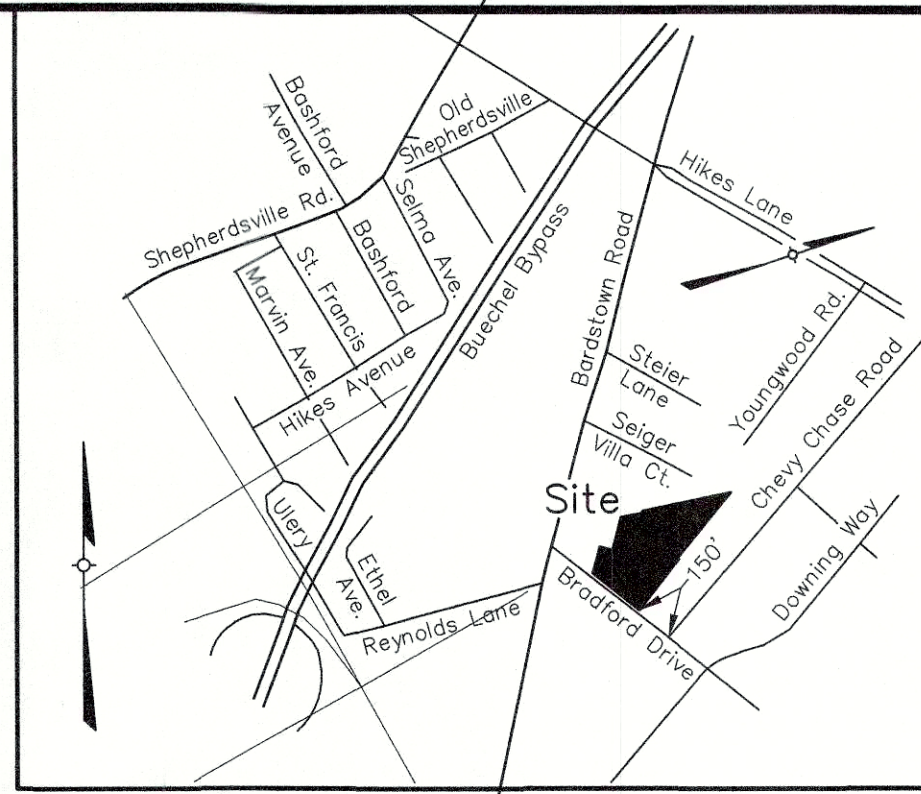 Bashford
Avenue
Old
Shepherdsville
Shepherdsville Rd.
Selma Ave.
Bashford
St. Francis
Marvin Ave.
Hikes Avenue
Buechel Bypass
Bardstown Road
Hikes Lane
Youngwood Rd.
Chevy Chase Road
Steier
Lane
Seiger
Villa Ct.
Site
150'
Downing Way
Bradford Drive
Ulery
Ethel
Ave.
Reynolds Lane